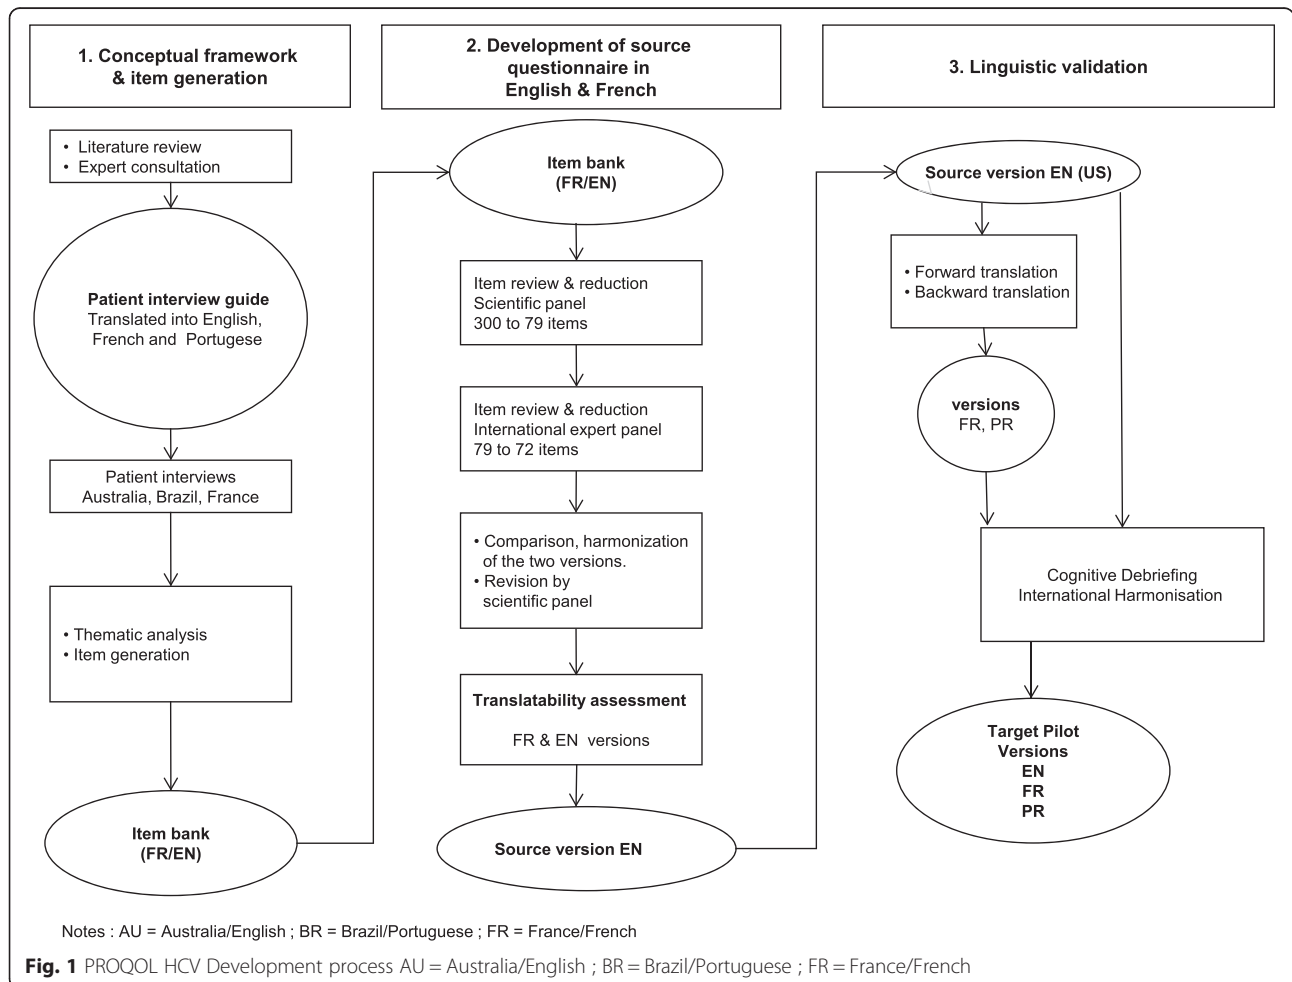 1. Conceptual framework
& item generation
• Literature review
• Expert consultation
Patient interview guide
Translated into English,
French and Portugese
Patient interviews
Australia, Brazil, France
• Thematic analysis
• Item generation
Item bank
(FR/EN)
2. Development of source
questionnaire in
English & French
Item bank
(FR/EN)
Item review & reduction
Scientific panel
300 to 79 items
Item review & reduction
International expert panel
79 to 72 items
• Comparison, harmonization
of the two versions.
• Revision by
scientific panel
Translatability assessment
FR & EN versions
Source version EN
3. Linguistic validation
Source version EN (US)
• Forward translation
• Backward translation
versions
FR, PR
Cognitive Debriefing
International Harmonisation
Target Pilot
Versions
EN
FR
PR
Notes : AU = Australia/English ; BR = Brazil/Portuguese ; FR = France/French
Fig. 1 PROQOL HCV Development process AU = Australia/English ; BR = Brazil/Portuguese ; FR = France/French